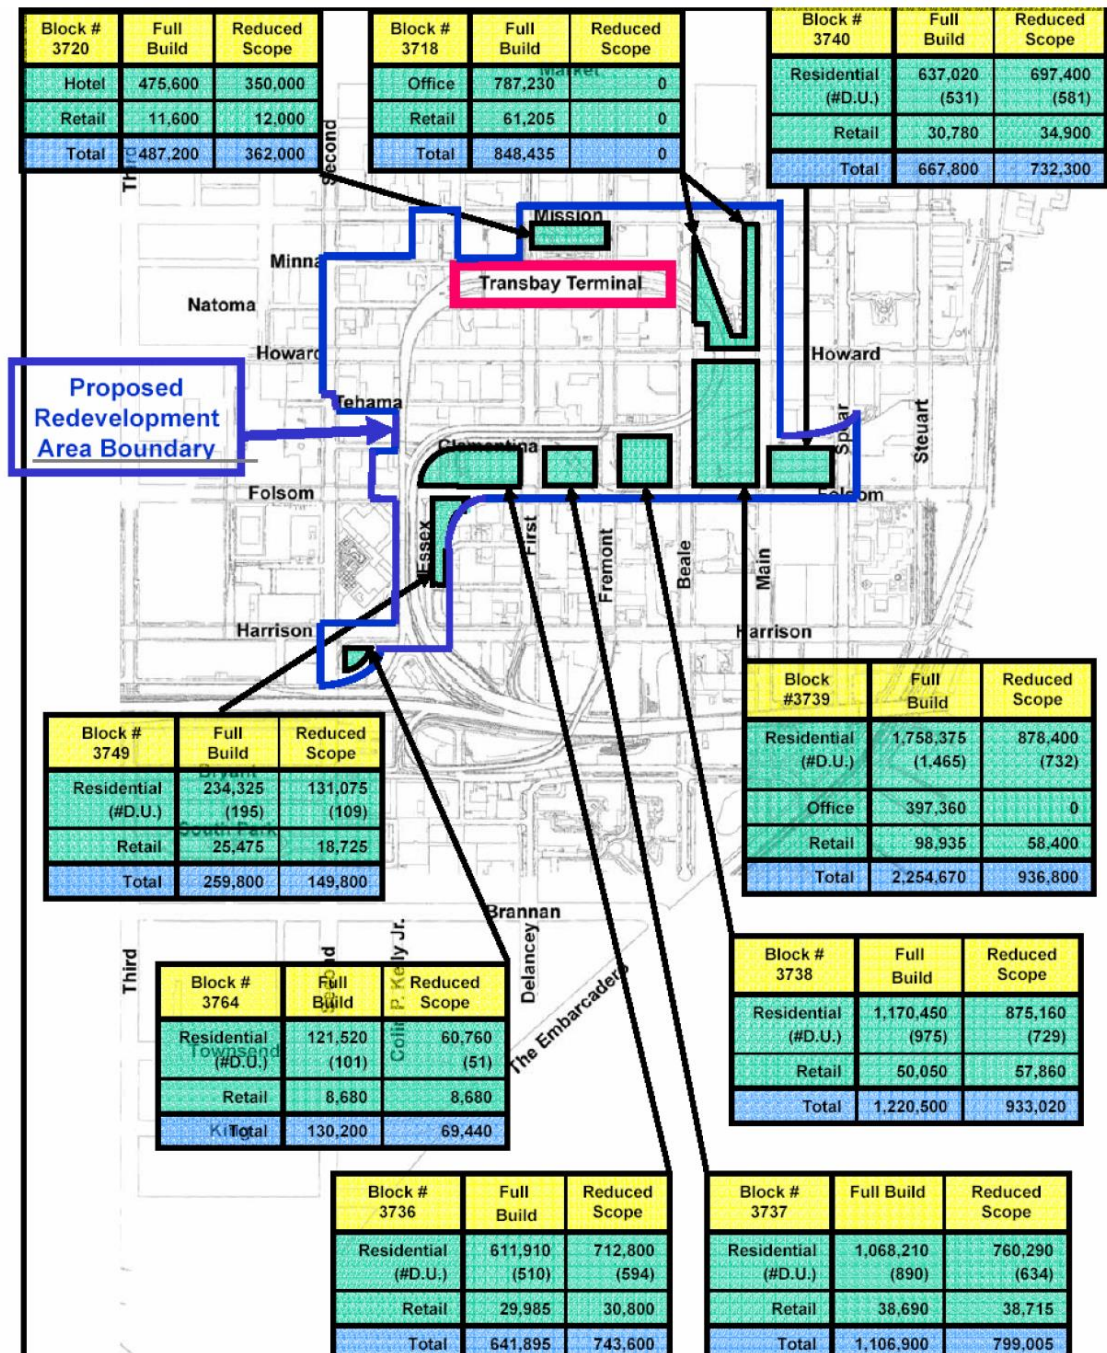 Block # 3720 Full Build Reduced Scope
Hotel 475,600 350,000
Retail 11,600 12,000
Total 487,200 362,000
Block # 3718 Full Build Reduced Scope
Office 787,230 0
Retail 61,205 0
Total 848,435 0
Block # 3740 Full Build Reduced Scope
Residential 637,020 697,400
(#D.U.) (531) (581)
Retail 30,780 34,900
Total 667,800 732,300
Market
Third
Second
Mission
Minna
Transbay Terminal
Natoma
Howard
Howard
Proposed
Redevelopment
Area Boundary
Tehama
Clementina
Spear
Steuart
Folsom
Folsom
Essex
First
Fremont
Beale
Main
Harrison
Harrison
Block # 3749 Full Build Reduced Scope
Residential 234,325 131,075
(#D.U.) (195) (109)
Retail 25,475 18,725
Total 259,800 149,800
Bryant
South Park
Block #3739 Full Build Reduced Scope
Residential 1,758,375 878,400
(#D.U.) (1,465) (732)
Office 397,360 0
Retail 98,935 58,400
Total 2,254,670 936,800
Brannan
Third
Second
Colin P. Kelly Jr.
Delancey
The Embarcadero
Block # 3764 Full Build Reduced Scope
Residential 121,520 60,760
(#D.U.) (101) (51)
Retail 8,680 8,680
Total 130,200 69,440
Townsend
King
Block # 3738 Full Build Reduced Scope
Residential 1,170,450 875,160
(#D.U.) (975) (729)
Retail 50,050 57,860
Total 1,220,500 933,020
Block # 3736 Full Build Reduced Scope
Residential 611,910 712,800
(#D.U.) (510) (594)
Retail 29,985 30,800
Total 641,895 743,600
Block # 3737 Full Build Reduced Scope
Residential 1,068,210 760,290
(#D.U.) (890) (634)
Retail 38,690 38,715
Total 1,106,900 799,005